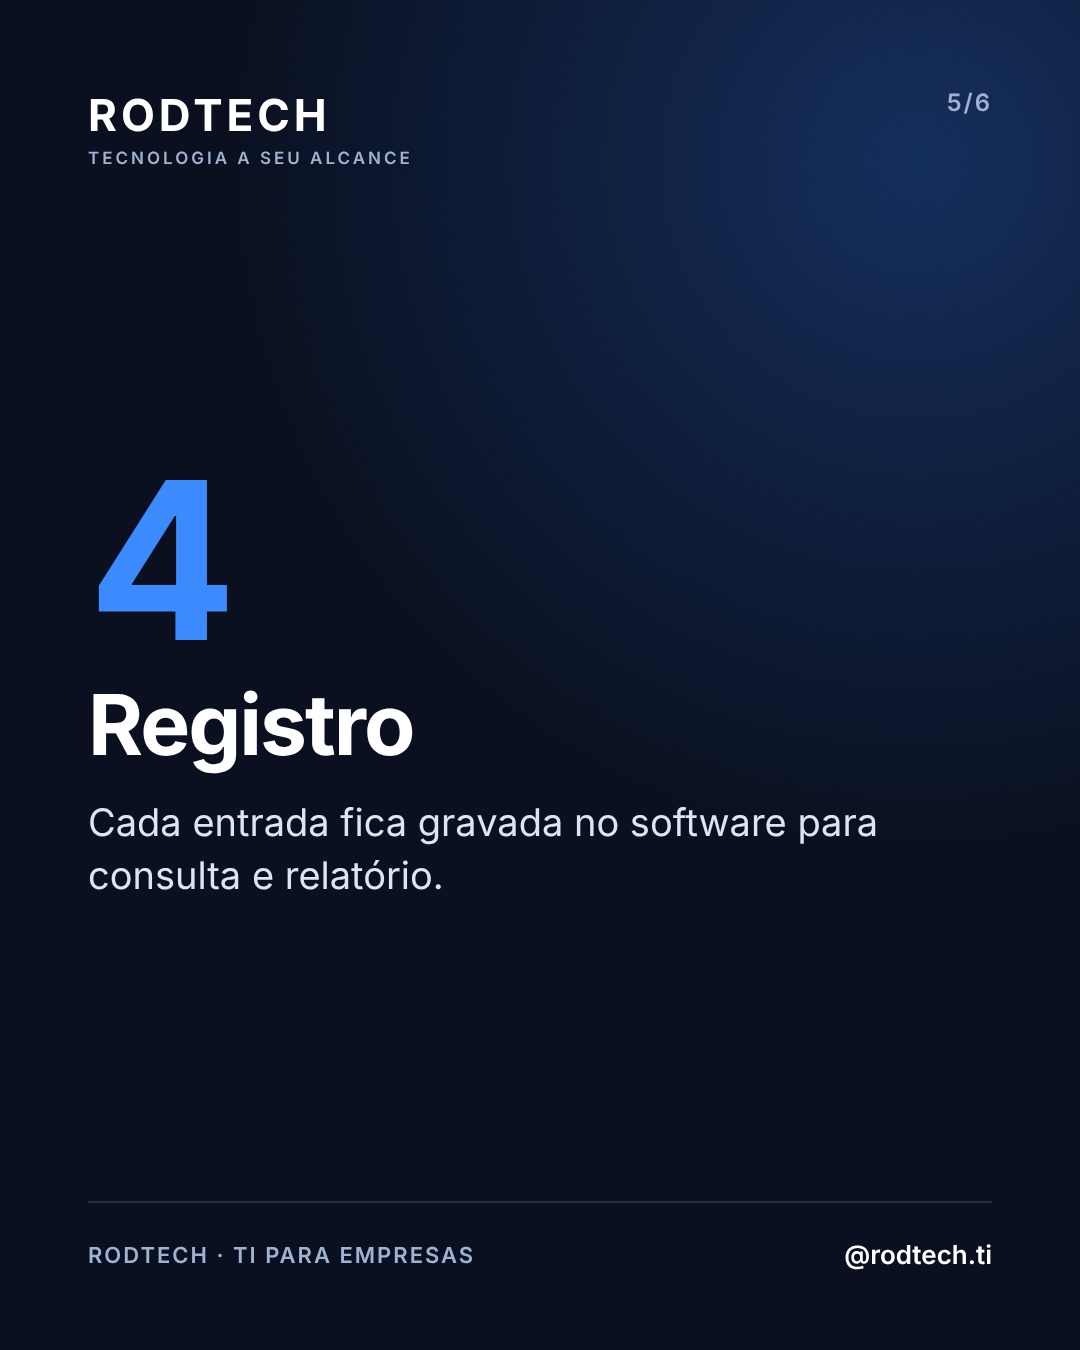 RODTECH
TECNOLOGIA A SEU ALCANCE
5/6
4
Registro
Cada entrada fica gravada no software para
consulta e relatório.
RODTECH · TI PARA EMPRESAS
@rodtech.ti